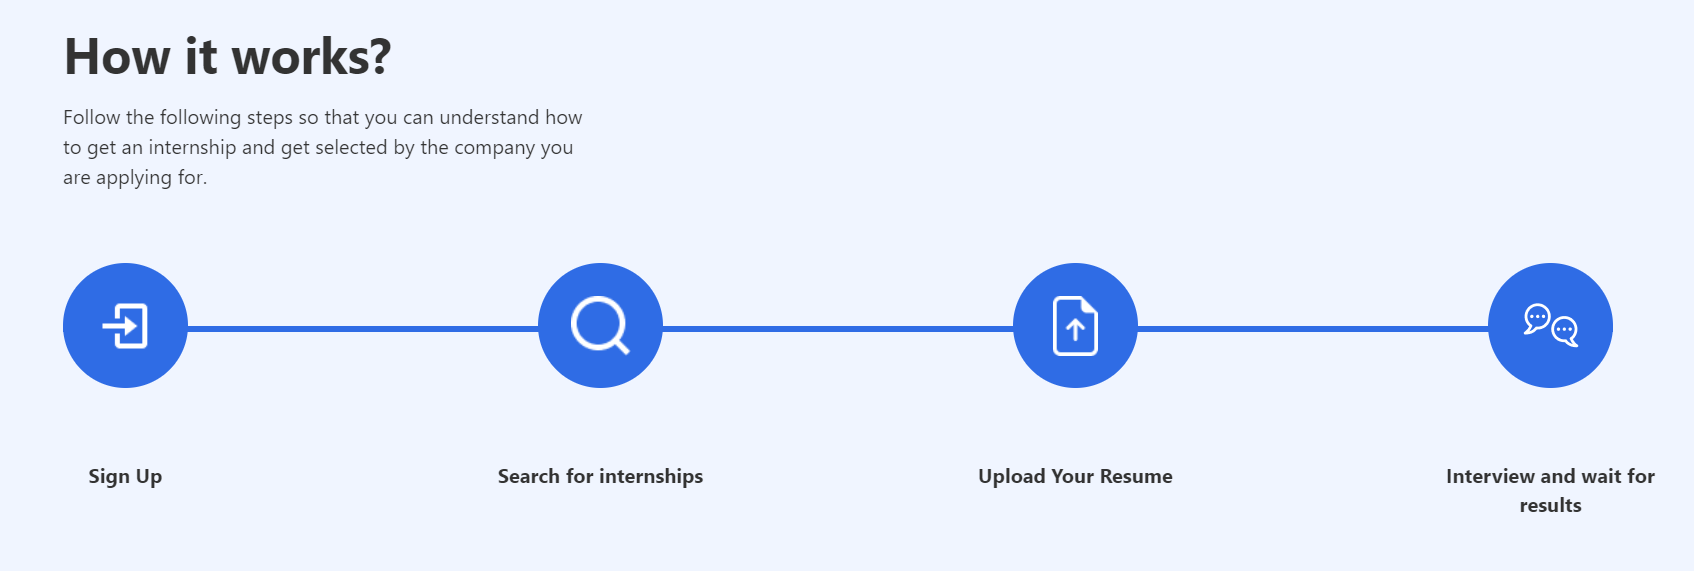 How it works?
Follow the following steps so that you can understand how
to get an internship and get selected by the company you
are applying for.
Sign Up
Search for internships
Upload Your Resume
Interview and wait for
results